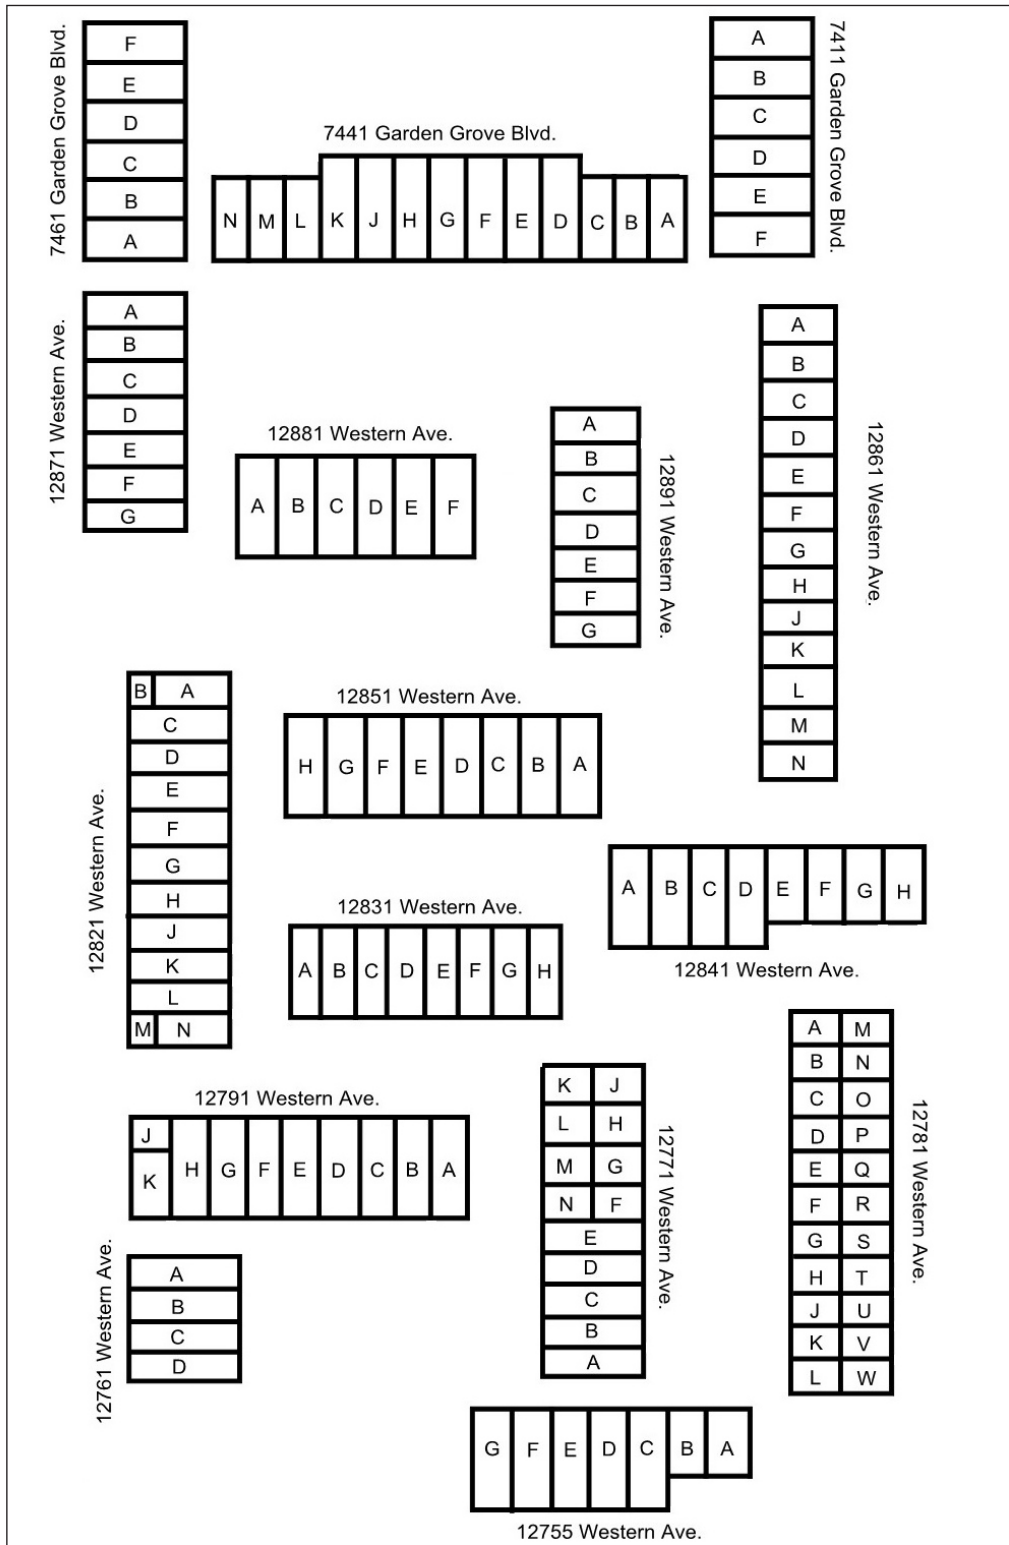 7461 Garden Grove Blvd.
F
E
D
C
B
A
7441 Garden Grove Blvd.
N M L K J H G F E D C B A
7411 Garden Grove Blvd.
A
B
C
D
E
F
12871 Western Ave.
A
B
C
D
E
F
G
12881 Western Ave.
A B C D E F
12891 Western Ave.
A
B
C
D
E
F
G
12861 Western Ave.
A
B
C
D
E
F
G
H
J
K
L
M
N
12821 Western Ave.
B A
C
D
E
F
G
H
J
K
L
M N
12851 Western Ave.
H G F E D C B A
12831 Western Ave.
A B C D E F G H
A B C D E F G H
12841 Western Ave.
12791 Western Ave.
J
K H G F E D C B A
12771 Western Ave.
K J
L H
M G
N F
E
D
C
B
A
12781 Western Ave.
A M
B N
C O
D P
E Q
F R
G S
H T
J U
K V
L W
12761 Western Ave.
A
B
C
D
G F E D C B A
12755 Western Ave.